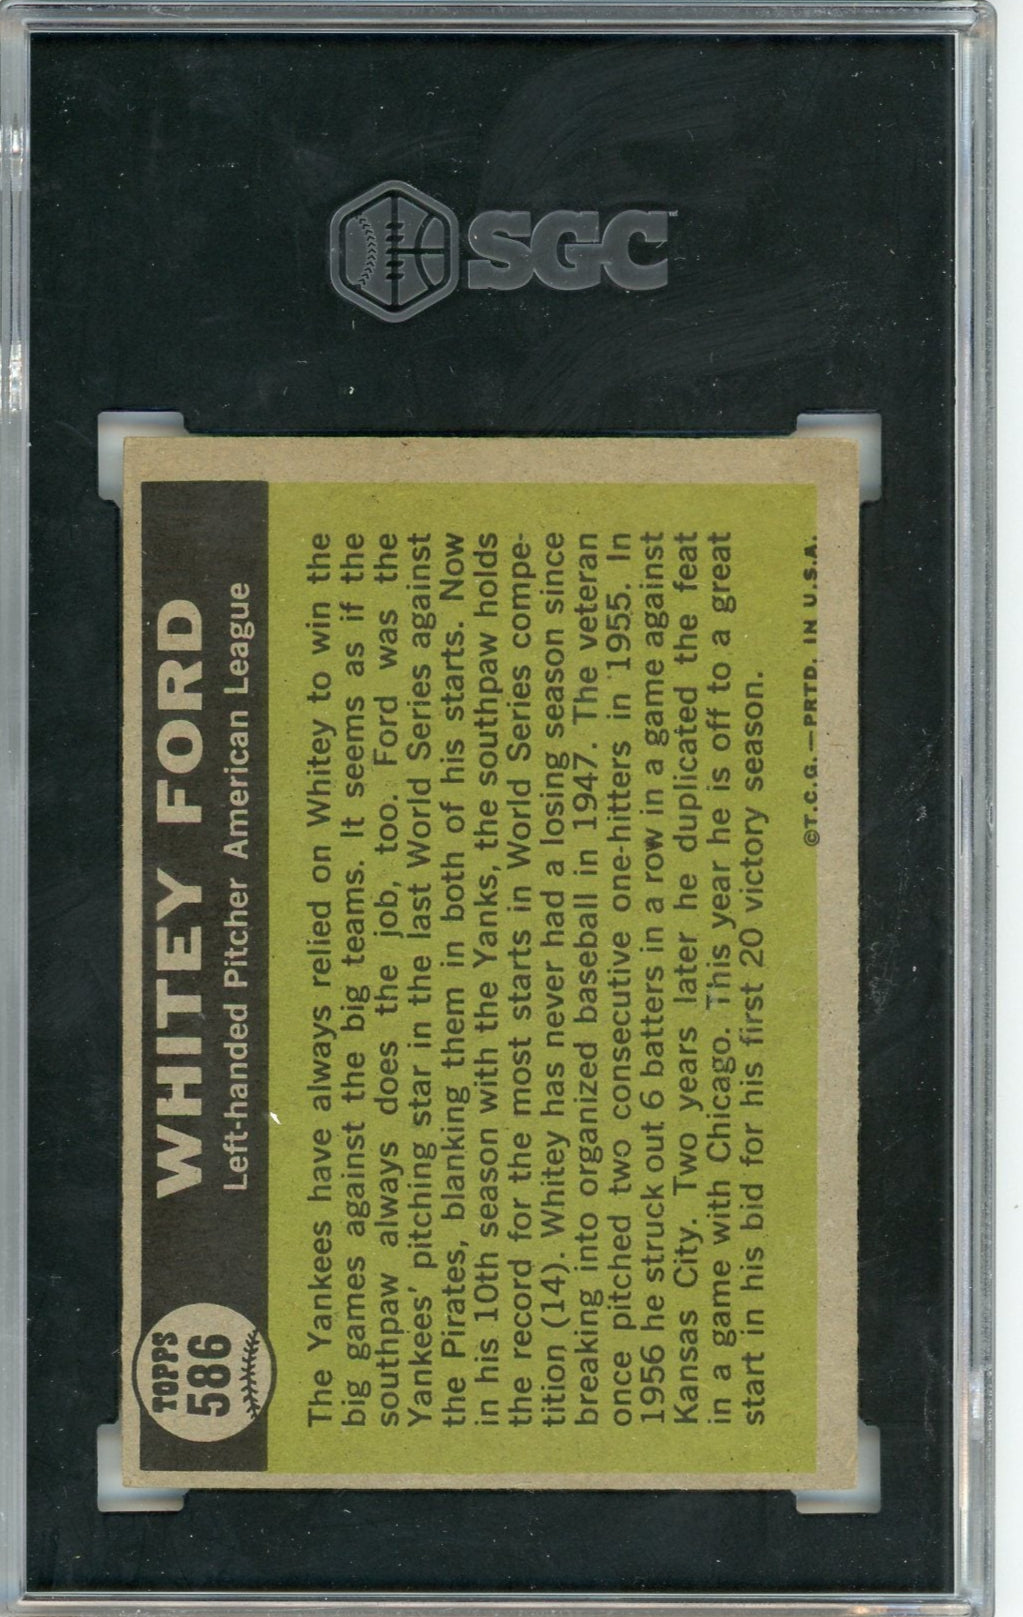 SGC
TOPPS
586
WHITEY FORD
Left-handed Pitcher American League
The Yankees have always relied on Whitey to win the
big games against the big teams. It seems as if the
southpaw always does the job, too. Ford was the
Yankees' pitching star in the last World Series against
the Pirates, blanking them in both of his starts. Now
in his 10th season with the Yanks, the southpaw holds
the record for the most starts in World Series compe-
tition (14). Whitey has never had a losing season since
breaking into organized baseball in 1947. The veteran
once pitched two consecutive one-hitters in 1955. In
1956 he struck out 6 batters in a row in a game against
Kansas City. Two years later he duplicated the feat
in a game with Chicago. This year he is off to a great
start in his bid for his first 20 victory season.
©T.C.G.—PRTD. IN U.S.A.